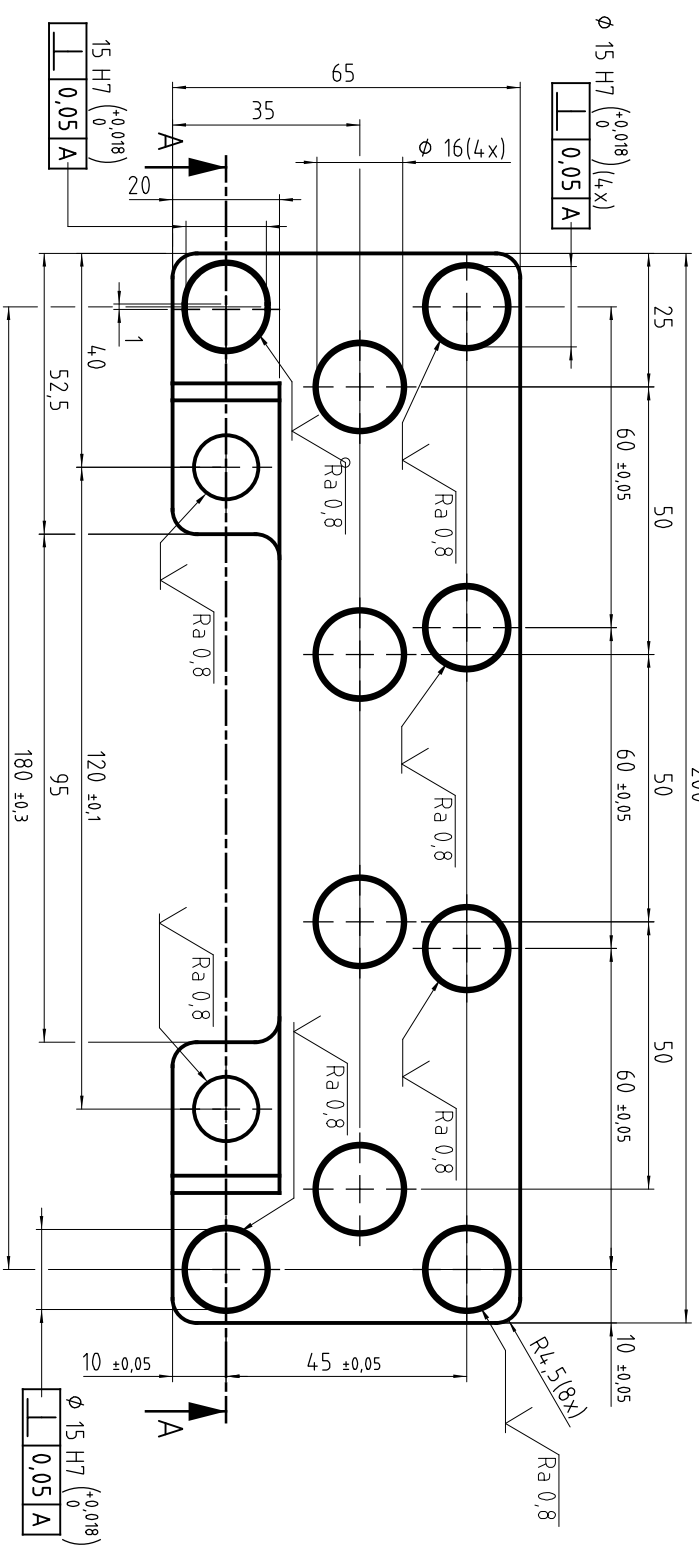 ϕ 15 H7 (+0,018 0)(4x)
⊥ 0,05 A
15 H7 (+0,018 0)
⊥ 0,05 A
65
35
ϕ 16(4x)
20
A
25
50
50
50
60 ±0,05
60 ±0,05
60 ±0,05
10 ±0,05
R4,5(8x)
Ra 0,8
Ra 0,8
Ra 0,8
Ra 0,8
Ra 0,8
Ra 0,8
Ra 0,8
Ra 0,8
1
40
52,5
120 ±0,1
95
180 ±0,3
10 ±0,05
45 ±0,05
A
ϕ 15 H7 (+0,018 0)
⊥ 0,05 A